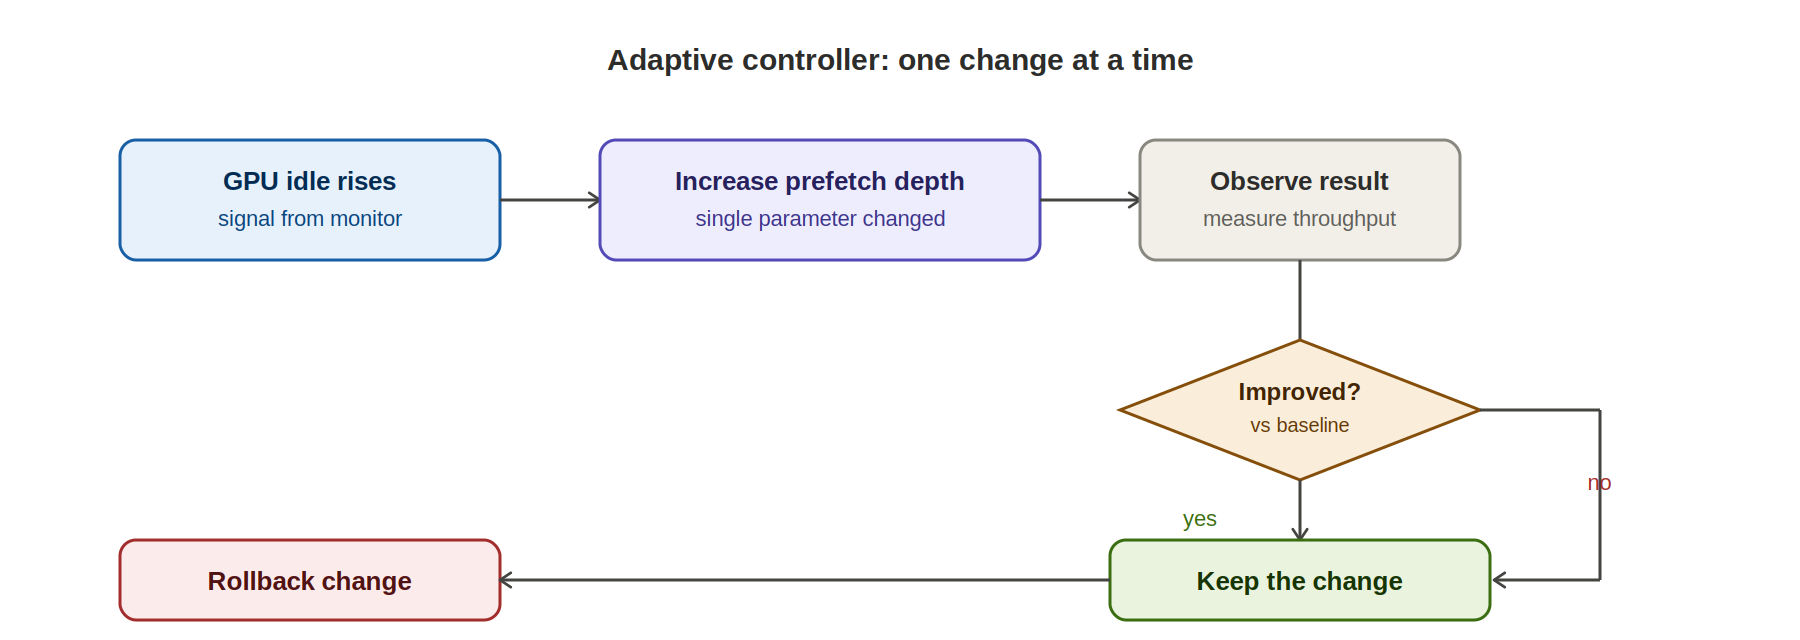 Adaptive controller: one change at a time
GPU idle rises
signal from monitor
Increase prefetch depth
single parameter changed
Observe result
measure throughput
Improved?
vs baseline
no
yes
Rollback change
Keep the change